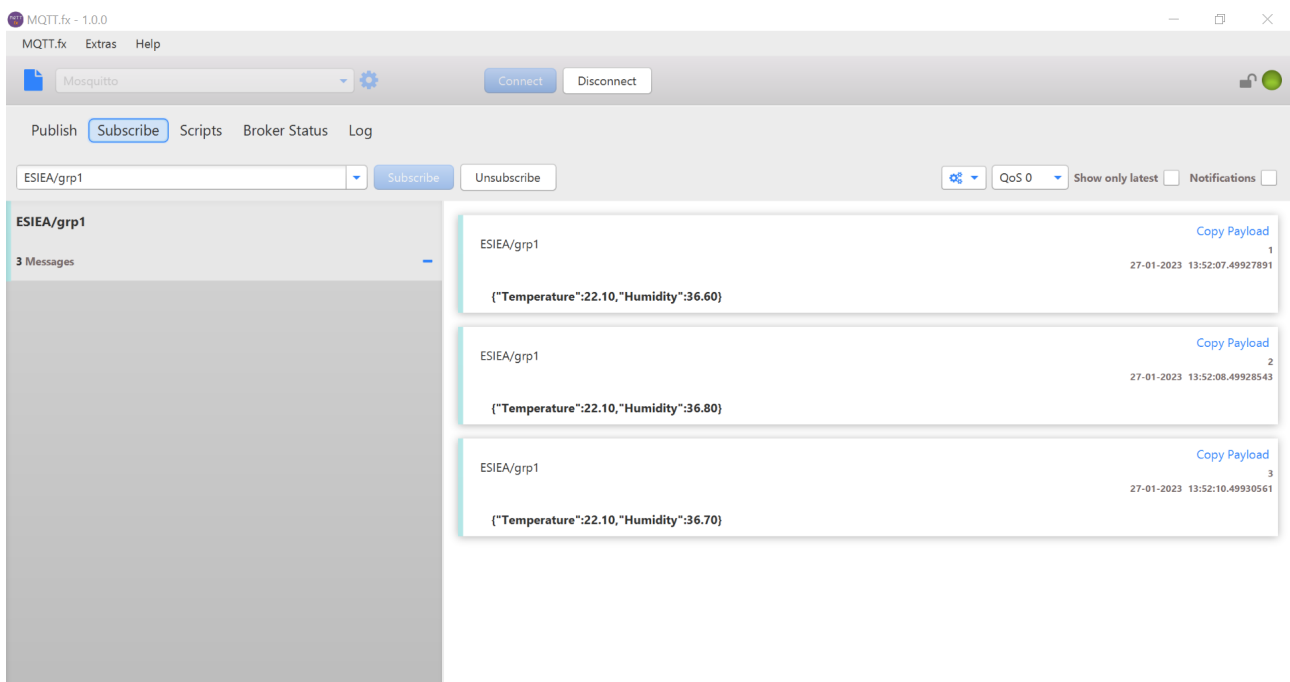 MQTT.fx - 1.0.0
MQTT.fx Extras Help
Mosquitto Connect Disconnect
Publish Subscribe Scripts Broker Status Log
ESIEA/grp1 Subscribe Unsubscribe QoS 0 Show only latest Notifications
ESIEA/grp1
3 Messages
Copy Payload
ESIEA/grp1
1
27-01-2023 13:52:07.49927891
{"Temperature":22.10,"Humidity":36.60}
Copy Payload
ESIEA/grp1
2
27-01-2023 13:52:08.49928543
{"Temperature":22.10,"Humidity":36.80}
Copy Payload
ESIEA/grp1
3
27-01-2023 13:52:10.49930561
{"Temperature":22.10,"Humidity":36.70}